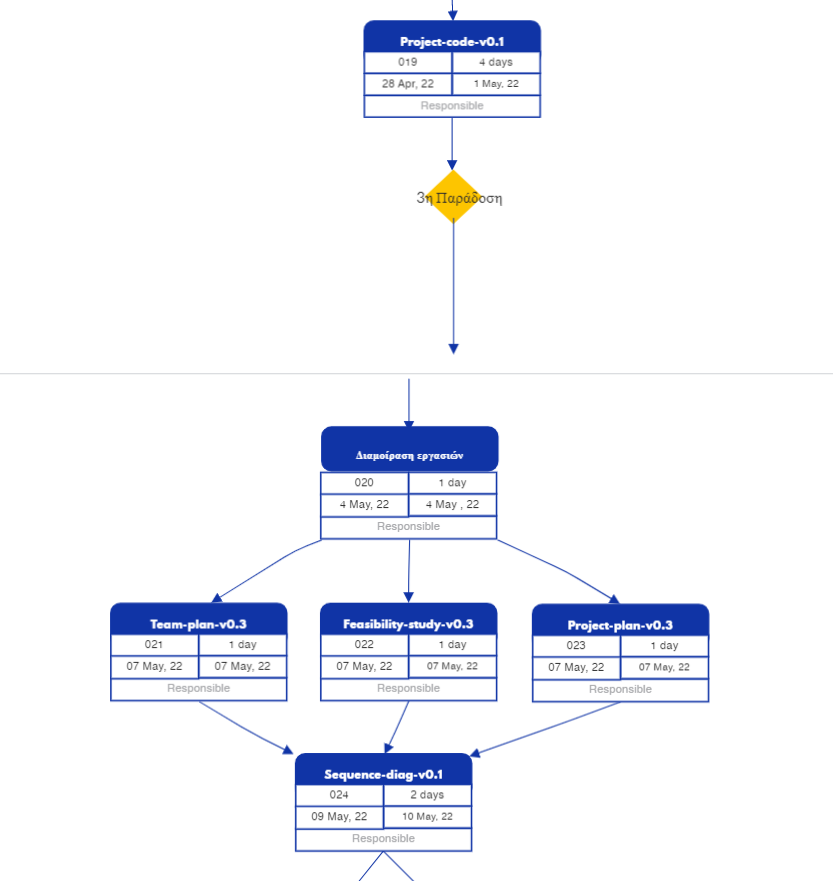 Project-code-v0.1
019 4 days
28 Apr, 22 1 May, 22
Responsible
3η Παράδοση
Διαμοίραση εργασιών
020 1 day
4 May, 22 4 May , 22
Responsible
Team-plan-v0.3 Feasibility-study-v0.3 Project-plan-v0.3
021 1 day 022 1 day 023 1 day
07 May, 22 07 May, 22 07 May, 22 07 May, 22 07 May, 22 07 May, 22
Responsible Responsible Responsible
Sequence-diag-v0.1
024 2 days
09 May, 22 10 May, 22
Responsible